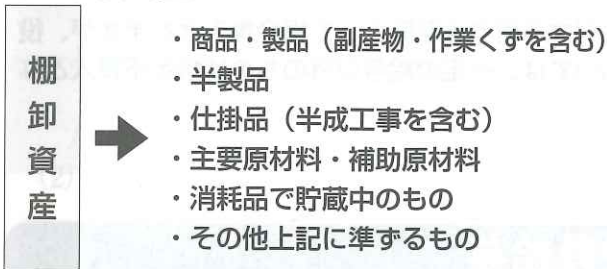 棚卸資産
・商品・製品（副産物・作業くずを含む）
・半製品
・仕掛品（半成工事を含む）
・主要原材料・補助原材料
・消耗品で貯蔵中のもの
・その他上記に準ずるもの